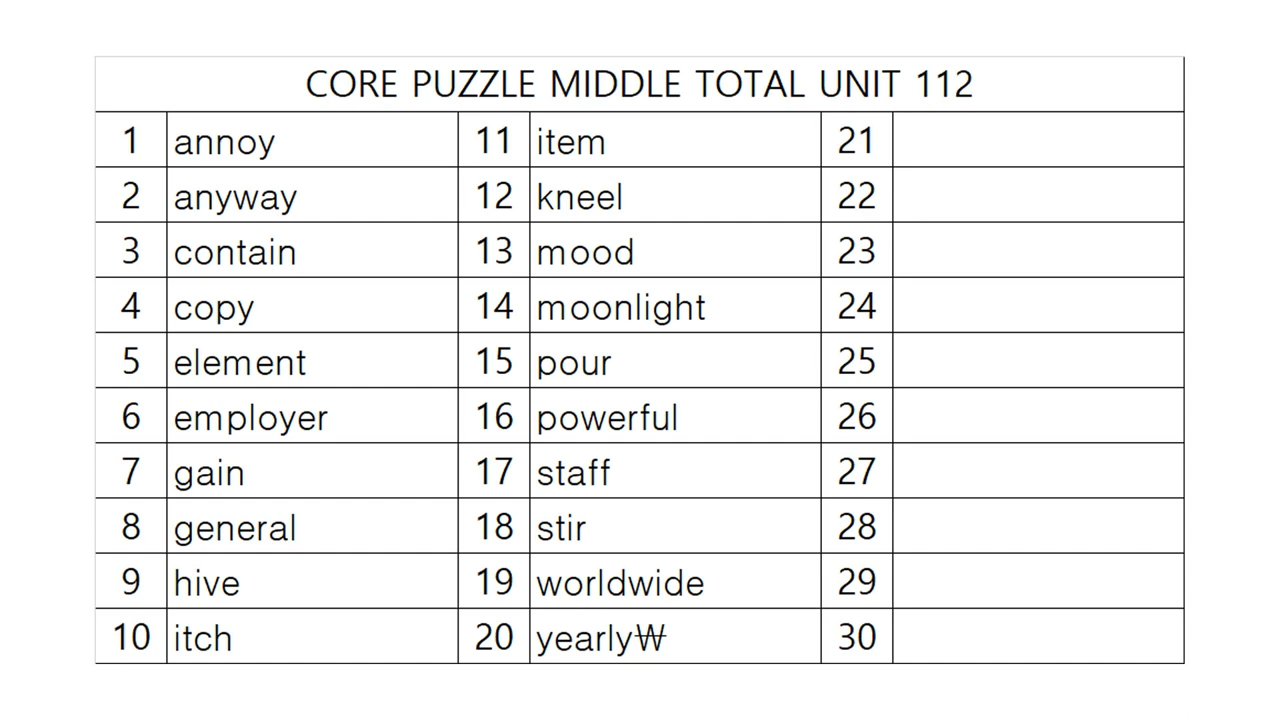 CORE PUZZLE MIDDLE TOTAL UNIT 112
1 annoy 11 item 21
2 anyway 12 kneel 22
3 contain 13 mood 23
4 copy 14 moonlight 24
5 element 15 pour 25
6 employer 16 powerful 26
7 gain 17 staff 27
8 general 18 stir 28
9 hive 19 worldwide 29
10 itch 20 yearly₩ 30